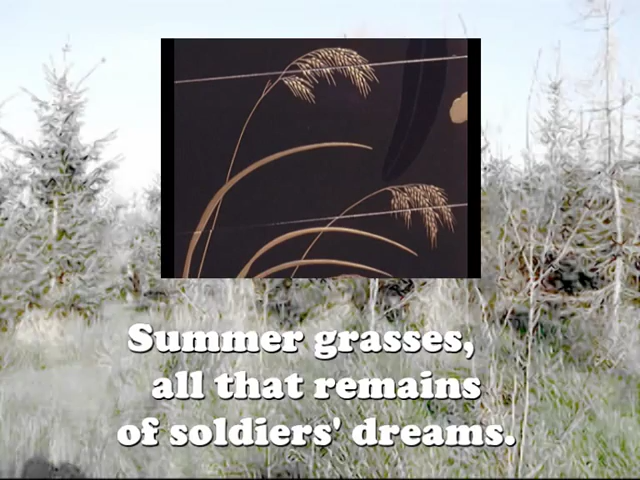 Summer grasses,
all that remains
of soldiers' dreams.